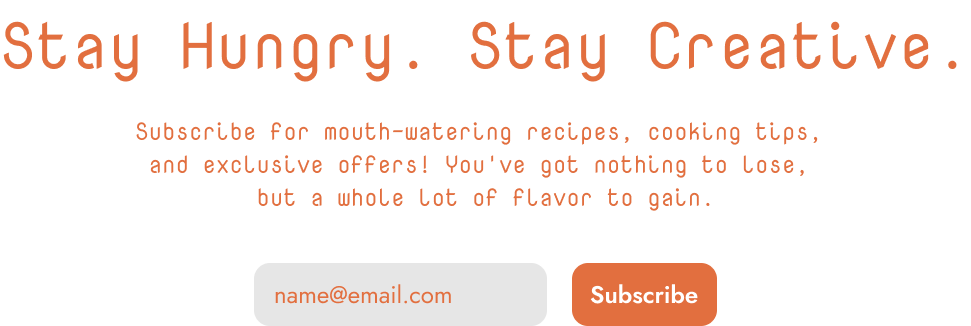 Stay Hungry. Stay Creative.
Subscribe for mouth-watering recipes, cooking tips,
and exclusive offers! You've got nothing to lose,
but a whole lot of flavor to gain.
name@email.com
Subscribe